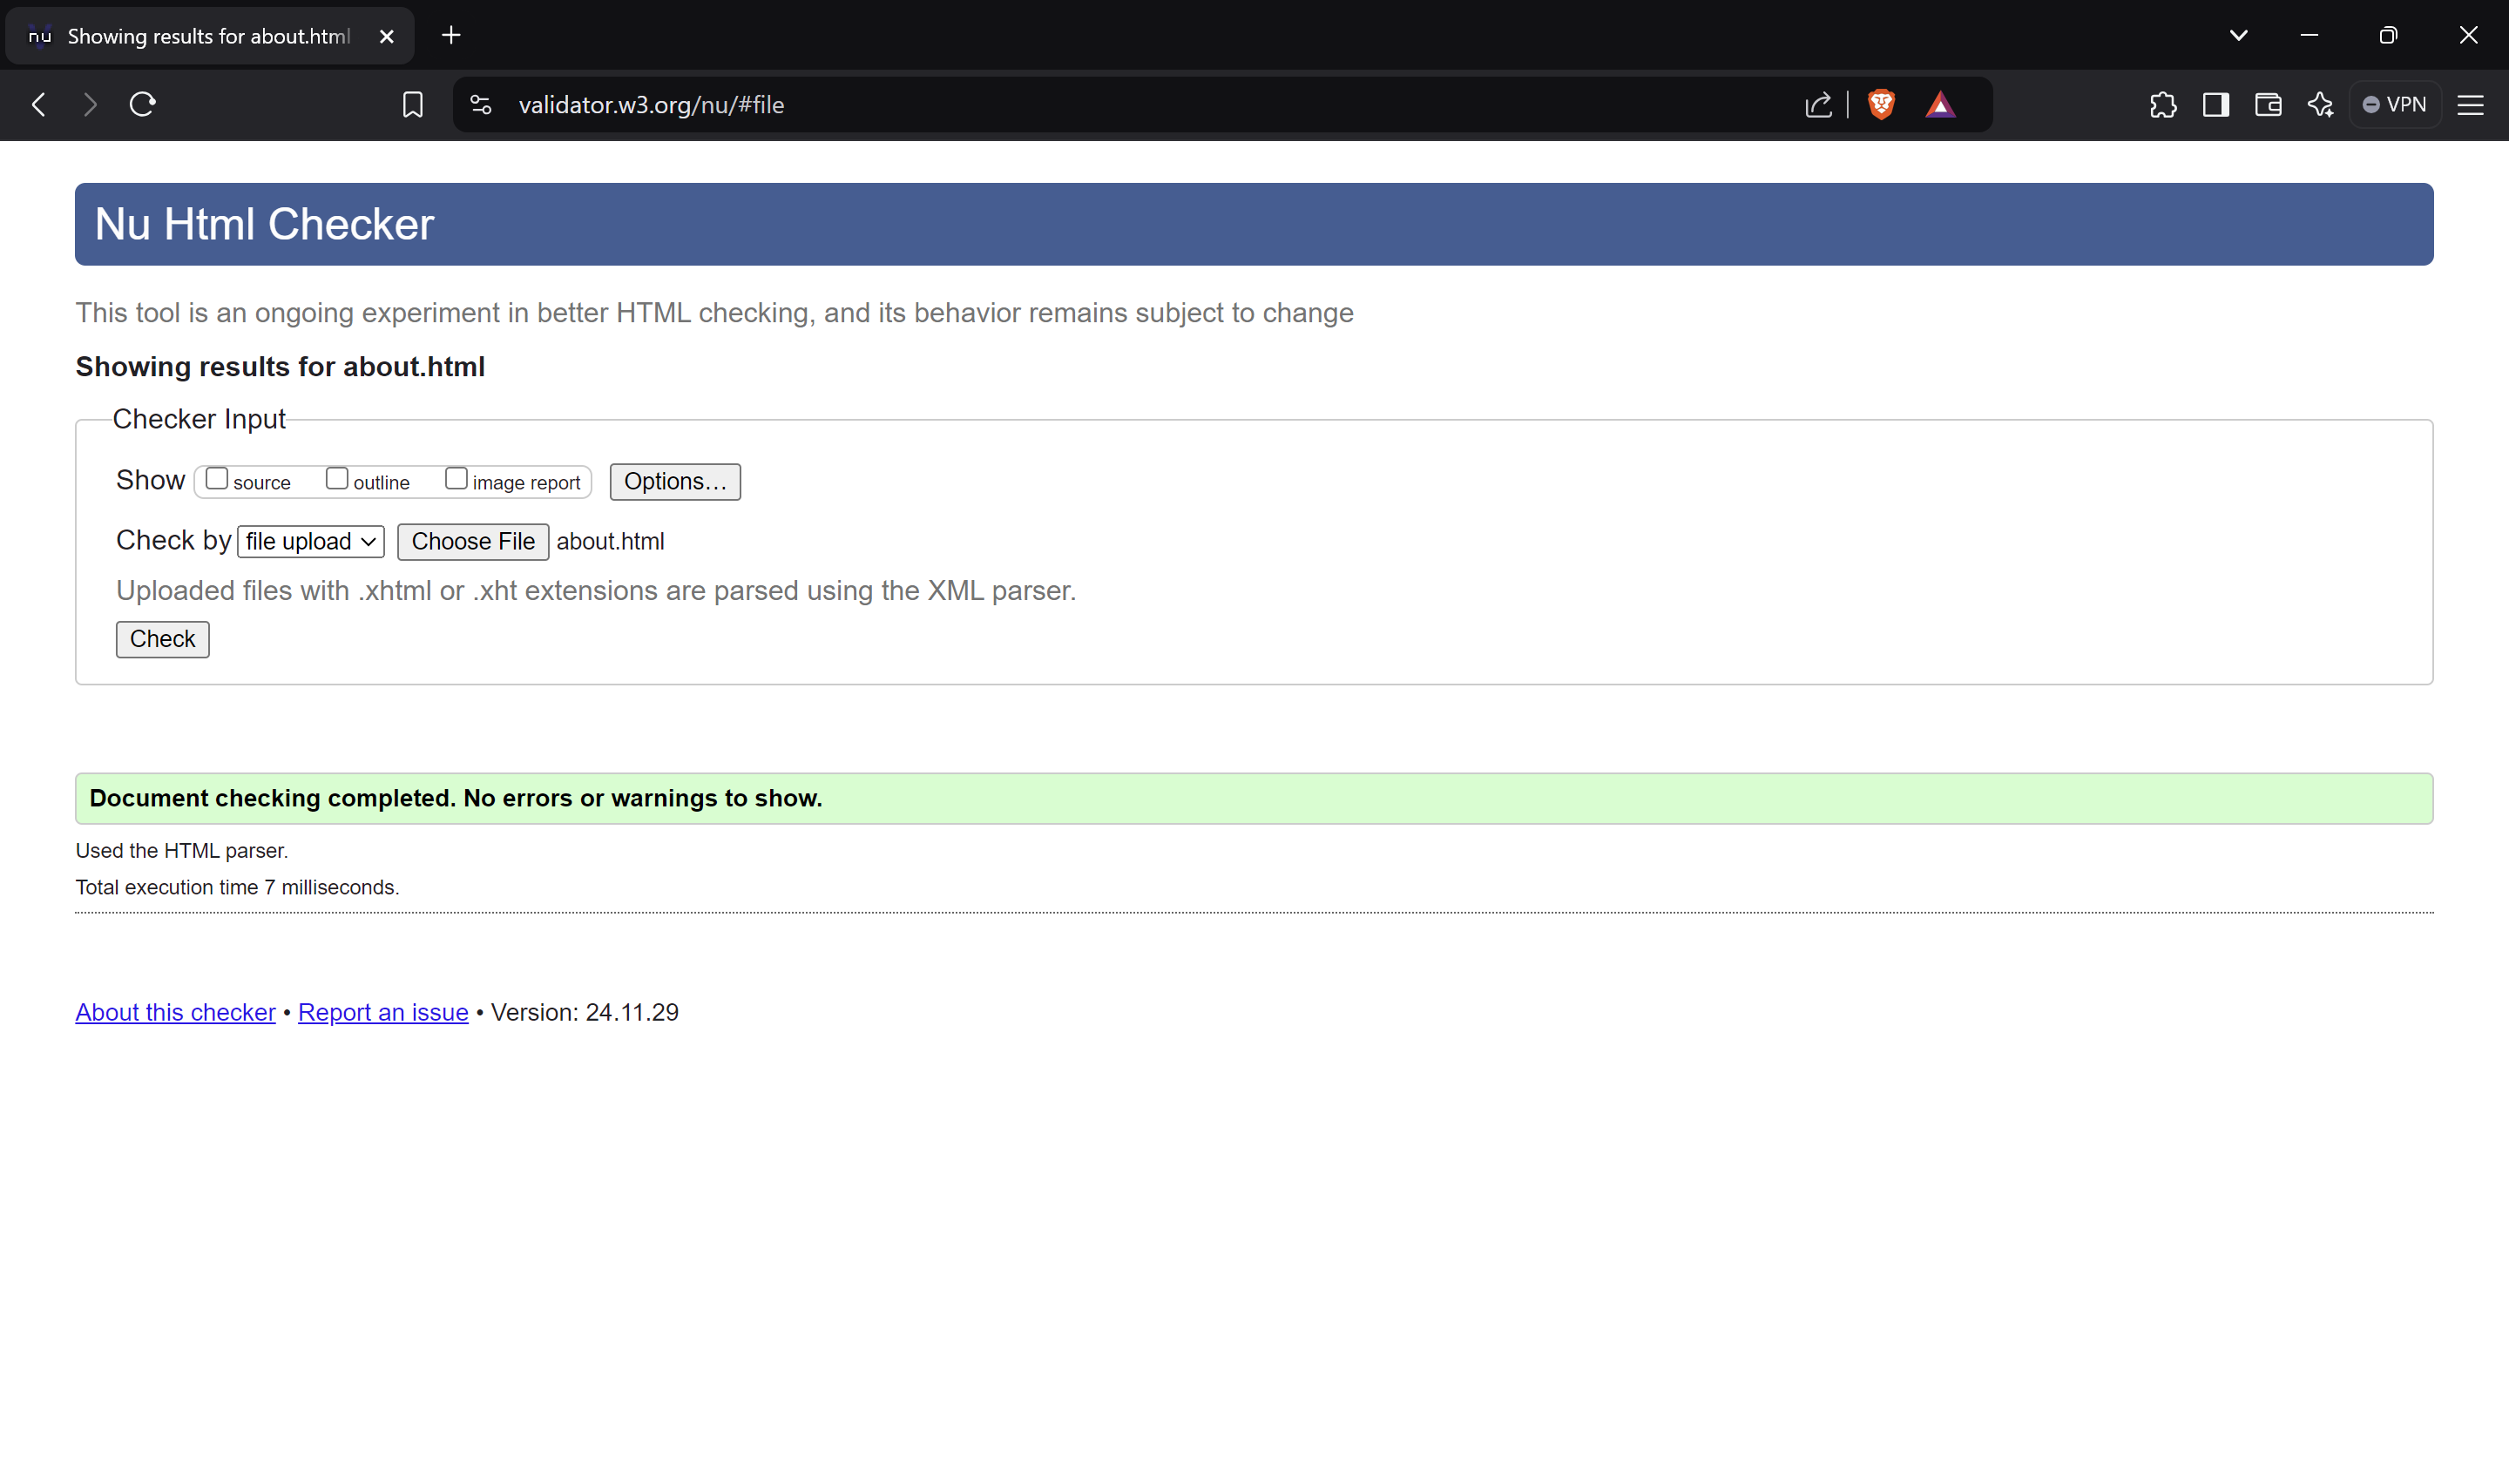 nu Showing results for about.html
validator.w3.org/nu/#file
VPN
Nu Html Checker
This tool is an ongoing experiment in better HTML checking, and its behavior remains subject to change
Showing results for about.html
Checker Input
Show source outline image report Options…
Check by file upload Choose File about.html
Uploaded files with .xhtml or .xht extensions are parsed using the XML parser.
Check
Document checking completed. No errors or warnings to show.
Used the HTML parser.
Total execution time 7 milliseconds.
About this checker • Report an issue • Version: 24.11.29